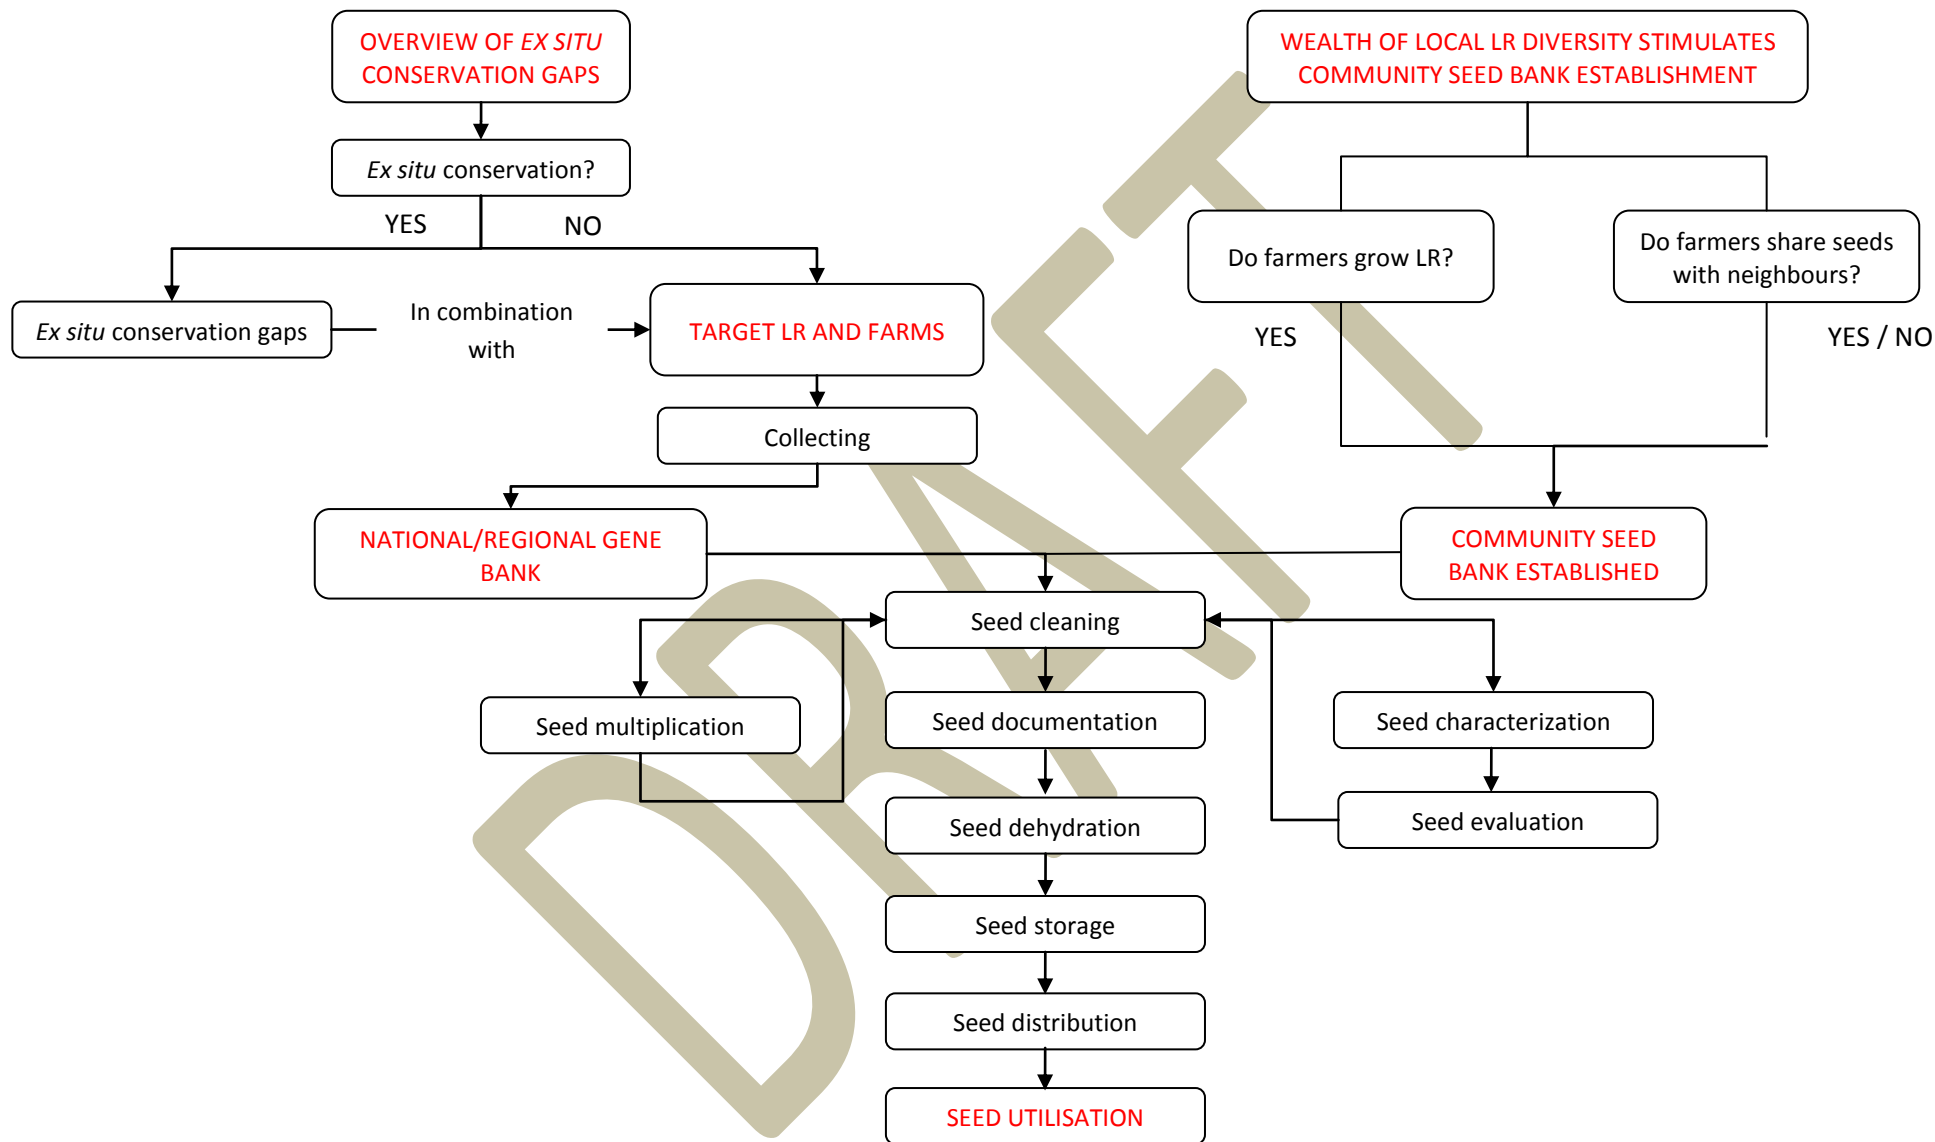 OVERVIEW OF EX SITU
CONSERVATION GAPS
WEALTH OF LOCAL LR DIVERSITY STIMULATES
COMMUNITY SEED BANK ESTABLISHMENT
Ex situ conservation?
YES
NO
Do farmers grow LR?
Do farmers share seeds
with neighbours?
Ex situ conservation gaps
In combination
with
TARGET LR AND FARMS
YES
YES / NO
Collecting
NATIONAL/REGIONAL GENE
BANK
COMMUNITY SEED
BANK ESTABLISHED
Seed cleaning
Seed multiplication
Seed documentation
Seed characterization
Seed dehydration
Seed evaluation
Seed storage
Seed distribution
SEED UTILISATION
DRAFT